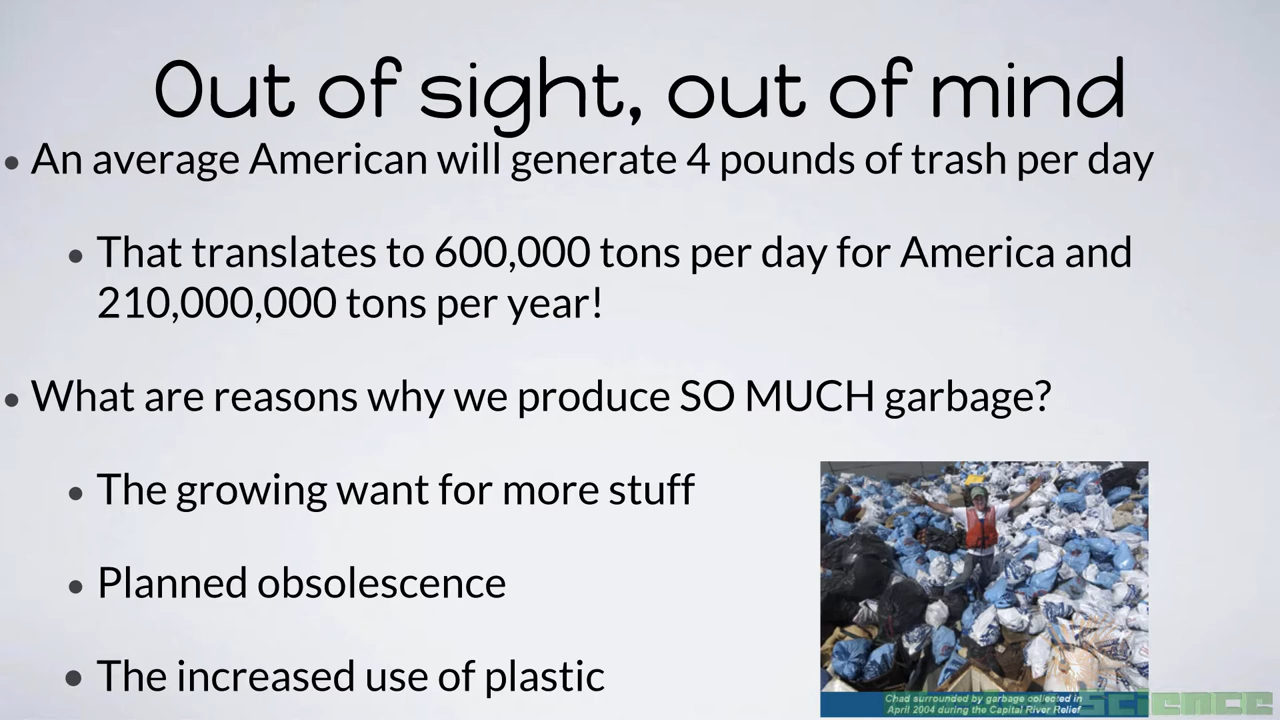 Out of sight, out of mind
• An average American will generate 4 pounds of trash per day
• That translates to 600,000 tons per day for America and
210,000,000 tons per year!
• What are reasons why we produce SO MUCH garbage?
• The growing want for more stuff
• Planned obsolescence
• The increased use of plastic
Chad surrounded by garbage collected in
April 2004 during the Capital River Relief
Science